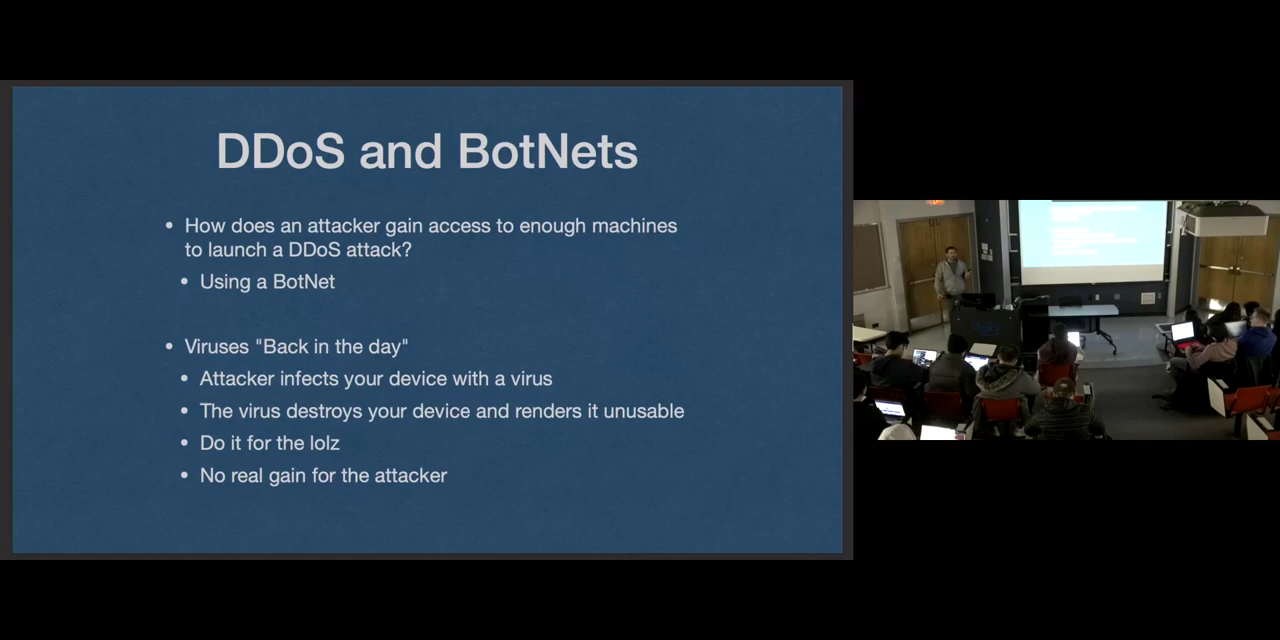 DDoS and BotNets
• How does an attacker gain access to enough machines
to launch a DDoS attack?
• Using a BotNet
• Viruses "Back in the day"
• Attacker infects your device with a virus
• The virus destroys your device and renders it unusable
• Do it for the lolz
• No real gain for the attacker